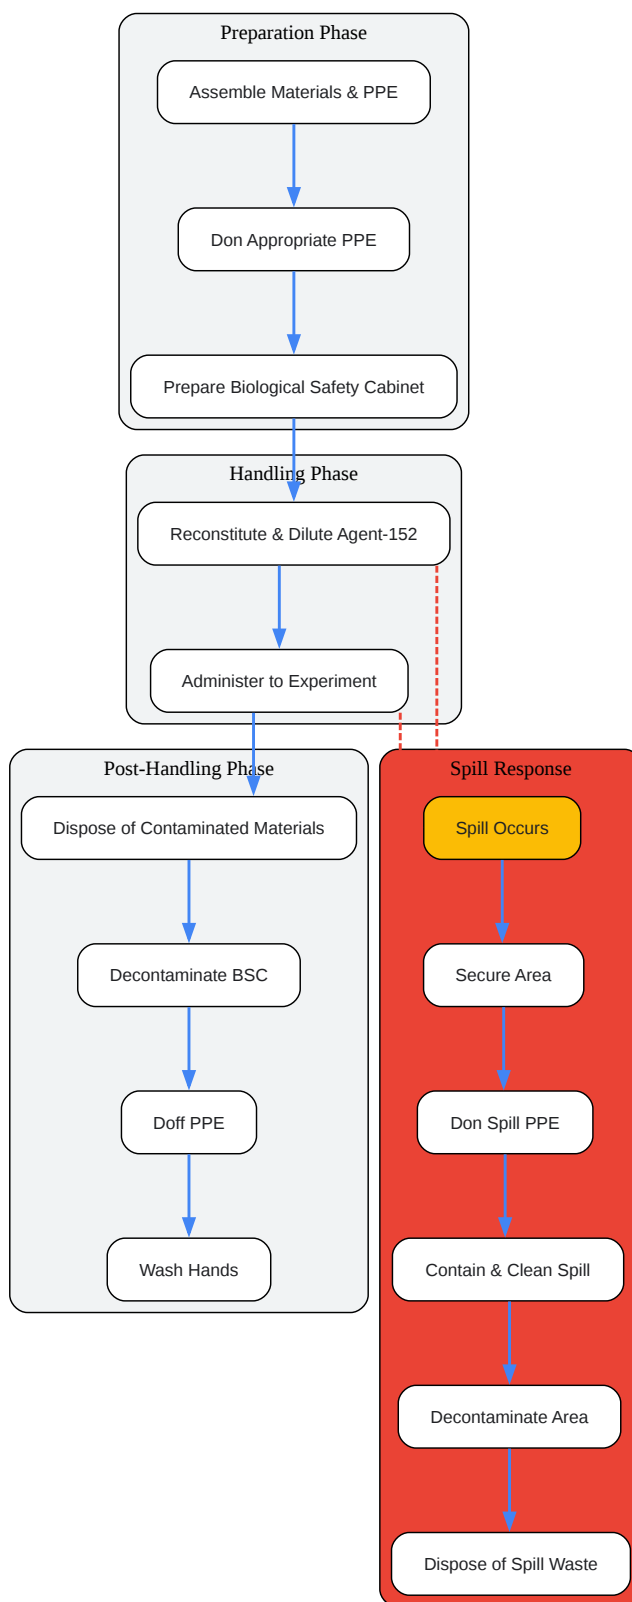 Preparation Phase
Assemble Materials & PPE
Don Appropriate PPE
Prepare Biological Safety Cabinet
Handling Phase
Reconstitute & Dilute Agent-152
Administer to Experiment
Post-Handling Phase
Dispose of Contaminated Materials
Decontaminate BSC
Doff PPE
Wash Hands
Spill Response
Spill Occurs
Secure Area
Don Spill PPE
Contain & Clean Spill
Decontaminate Area
Dispose of Spill Waste